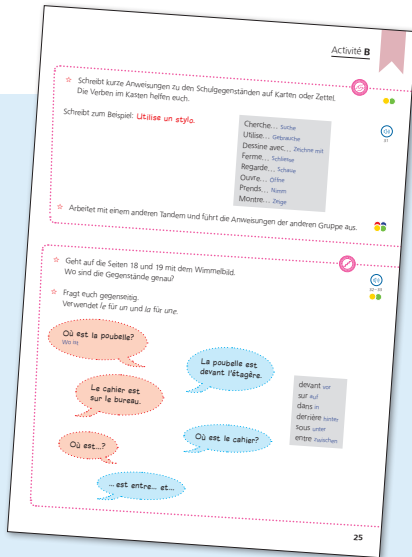 Activité B
☆ Schreibt kurze Anweisungen zu den Schulgegenständen auf Karten oder Zettel.
Die Verben im Kasten helfen euch.
Schreibt zum Beispiel: Utilise un stylo.
Cherche... Suche
Utilise... Gebrauche
Dessine avec... Zeichne mit
Ferme... Schliesse
Regarde... Schaue
Ouvre... Öffne
Prends... Nimm
Montre... Zeige
21
☆ Arbeitet mit einem anderen Tandem und führt die Anweisungen der anderen Gruppe aus.
☆ Geht auf die Seiten 18 und 19 mit dem Wimmelbild.
Wo sind die Gegenstände genau?
☆ Fragt euch gegenseitig.
Verwendet le für un und la für une.
Où est la poubelle?
Wo ist
La poubelle est
devant l'étagère.
Le cahier est
sur le bureau.
Où est le cahier?
Où est...?
...est entre... et...
devant vor
sur auf
dans in
derrière hinter
sous unter
entre zwischen
25